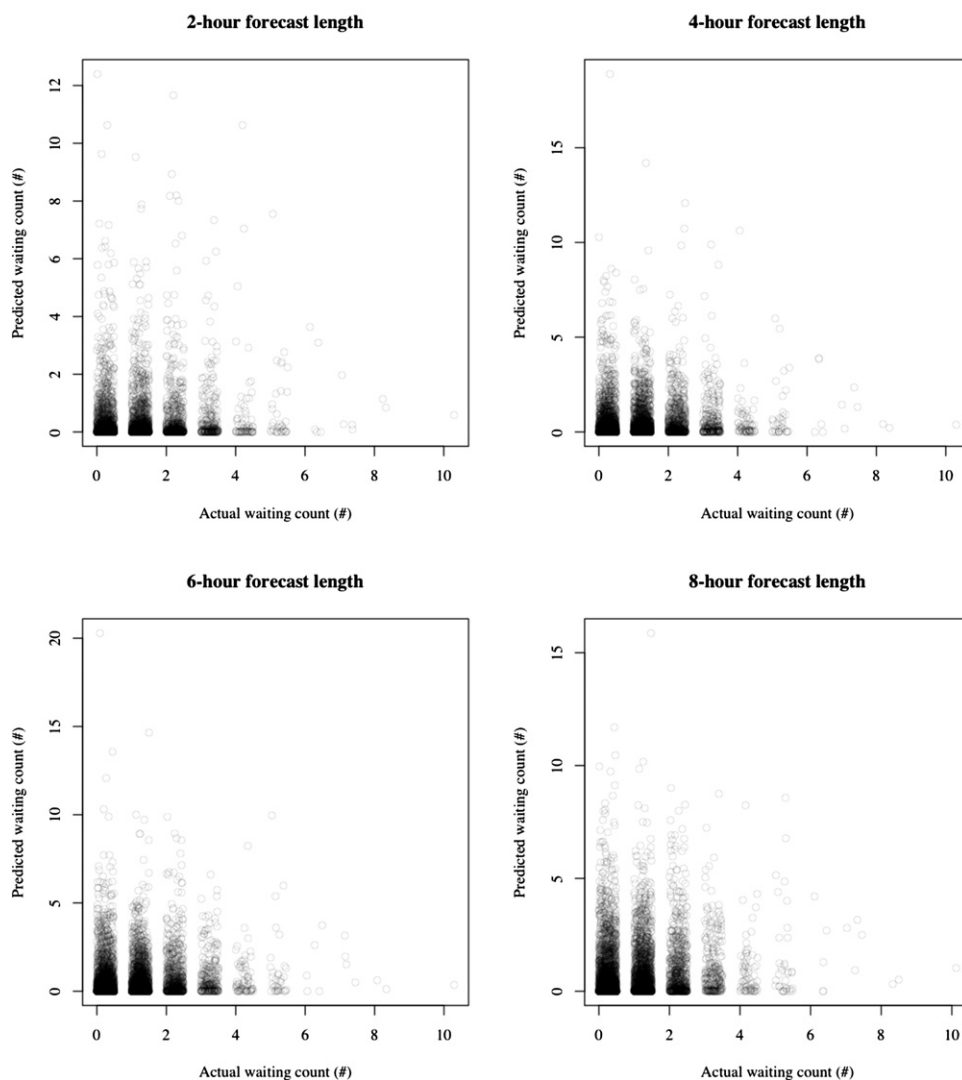 2-hour forecast length
Predicted waiting count (#)
12
10
8
6
4
2
0
0 2 4 6 8 10
Actual waiting count (#)
4-hour forecast length
Predicted waiting count (#)
15
10
5
0
0 2 4 6 8 10
Actual waiting count (#)
6-hour forecast length
Predicted waiting count (#)
20
15
10
5
0
0 2 4 6 8 10
Actual waiting count (#)
8-hour forecast length
Predicted waiting count (#)
15
10
5
0
0 2 4 6 8 10
Actual waiting count (#)